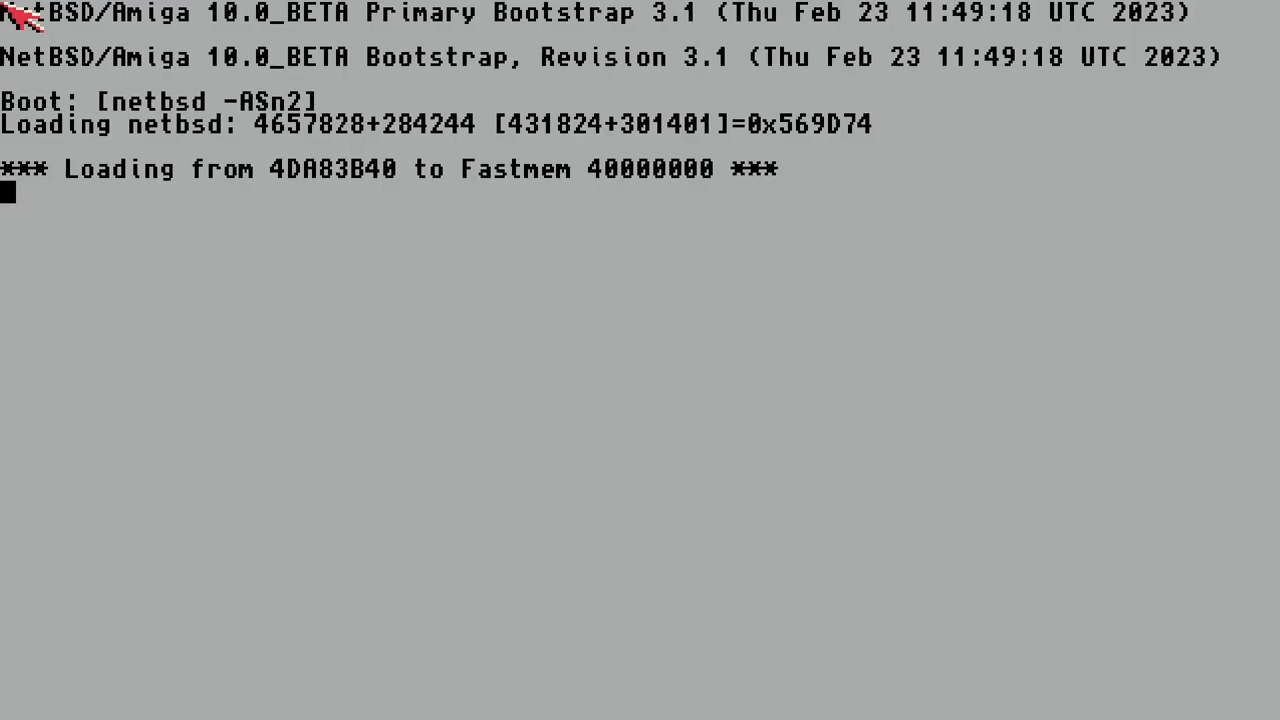 NetBSD/Amiga 10.0_BETA Primary Bootstrap 3.1 (Thu Feb 23 11:49:18 UTC 2023)
NetBSD/Amiga 10.0_BETA Bootstrap, Revision 3.1 (Thu Feb 23 11:49:18 UTC 2023)
Boot: [netbsd -ASn2]
Loading netbsd: 4657828+284244 [431824+301401]=0x569D74
*** Loading from 4DA83B40 to Fastmem 40000000 ***